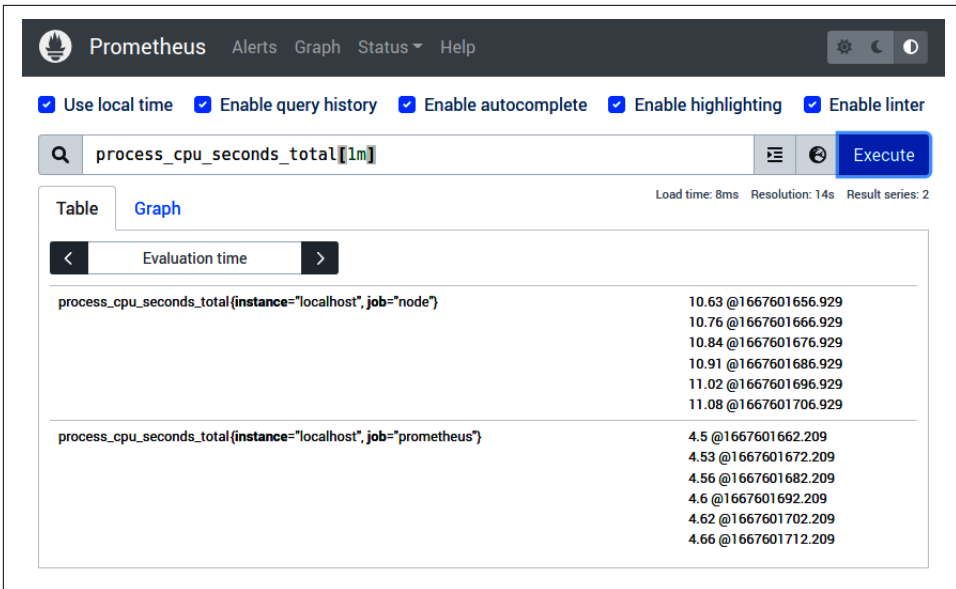 Prometheus Alerts Graph Status Help
Use local time Enable query history Enable autocomplete Enable highlighting Enable linter
process_cpu_seconds_total[1m] Execute
Load time: 8ms Resolution: 14s Result series: 2
Table Graph
Evaluation time
process_cpu_seconds_total{instance="localhost", job="node"} 10.63 @1667601656.929
10.76 @1667601666.929
10.84 @1667601676.929
10.91 @1667601686.929
11.02 @1667601696.929
11.08 @1667601706.929
process_cpu_seconds_total{instance="localhost", job="prometheus"} 4.5 @1667601662.209
4.53 @1667601672.209
4.56 @1667601682.209
4.6 @1667601692.209
4.62 @1667601702.209
4.66 @1667601712.209